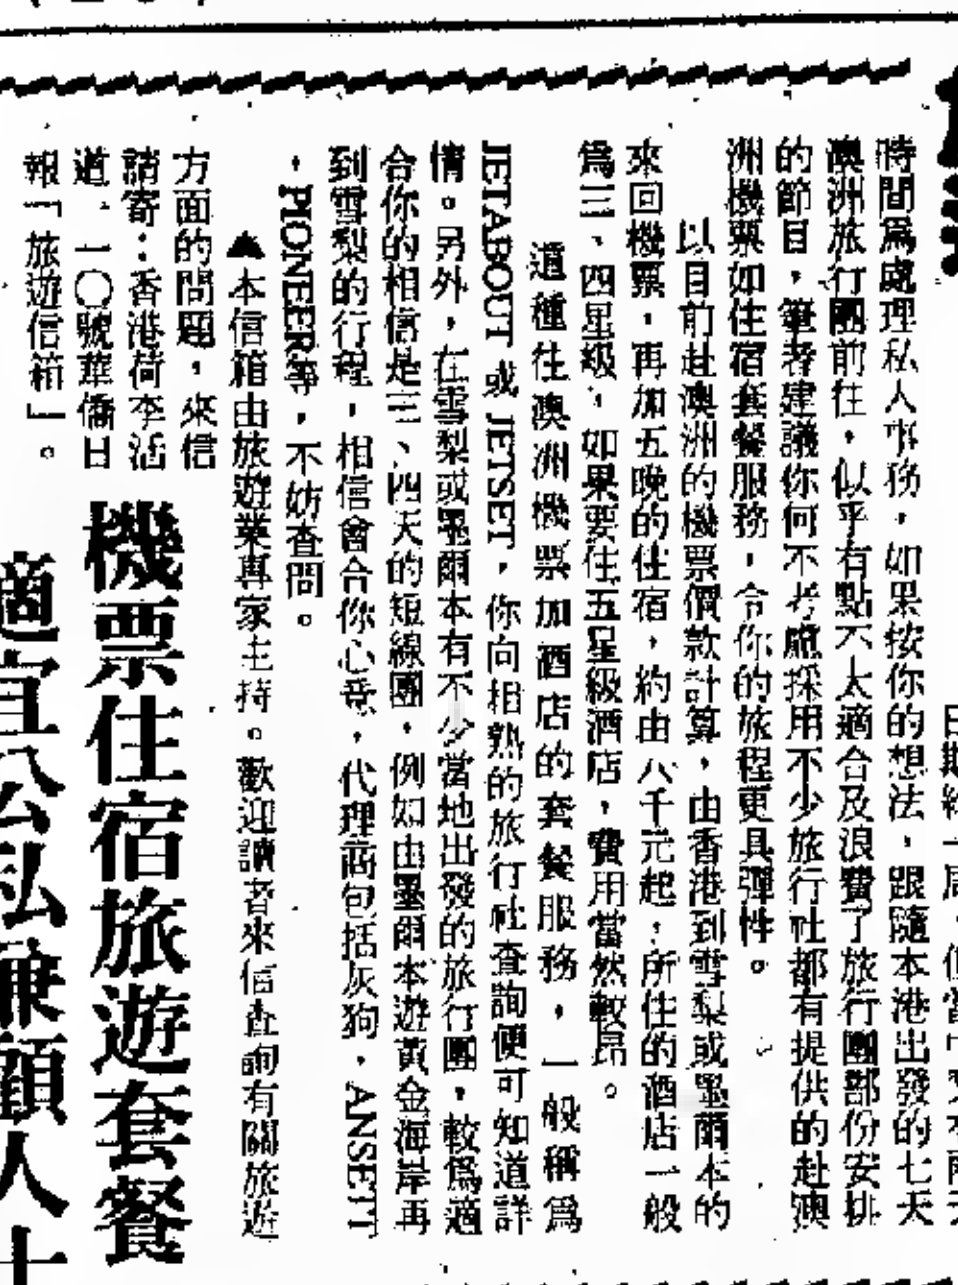 時間爲處理私人事務，如果按你的想法，跟隨本港出發的七天
澳洲旅行團前往，似乎有點不太適合及浪費了旅行團部份安排
的節目，筆者建議你何不考慮採用不少旅行社都有提供的赴澳
洲機票如住宿套餐服務，令你的旅程更具彈性。
以目前赴澳洲的機票價款計算，由香港到雪梨或墨爾本的
來回機票，再加五晚的住宿，約由八千元起，所住的酒店一般
爲三、四星級，如果要住五星級酒店，費用當然較昂。
這種往澳洲機票加酒店的套餐服務，一般稱爲
JETABOUT 或 JETSET，你向相熟的旅行社查詢便可知道詳
情。另外，在雪梨或墨爾本有不少當地出發的旅行團，較爲適
合你的相信是三、四天的短線團，例如由墨爾本遊黃金海岸再
到雪梨的行程，相信會合你心意，代理商包括灰狗，ANSETT
，PIONEER等，不妨查問。
▲本信箱由旅遊業專家主持。歡迎讀者來信查詢有關旅遊
方面的問題，來信
請寄：香港荷李活
道一一〇號華僑日
報「旅遊信箱」。
機票住宿旅遊套餐
適宜公私兼顧人士